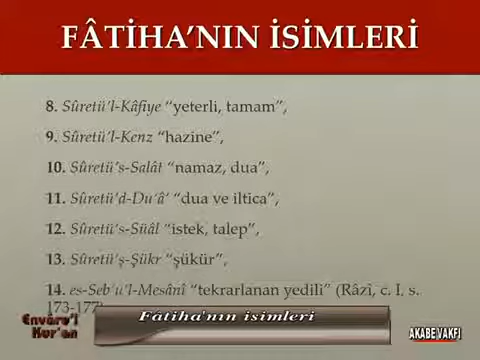 FÂTİHA’NIN İSİMLERİ
8. Sûretü’l-Kâfiye “yeterli, tamam”,
9. Sûretü’l-Kenz “hazine”,
10. Sûretü’s-Salât “namaz, dua”,
11. Sûretü’d-Du‘â’ “dua ve iltica”,
12. Sûretü’s-Süâl “istek, talep”,
13. Sûretü’ş-Şükr “şükür”,
14. es-Seb‘u’l-Mesânî “tekrarlanan yedili” (Râzî, c. I, s.
173-177).
Envâru’l
Kur’an
Fâtiha’nın isimleri
AKABE VAKFI